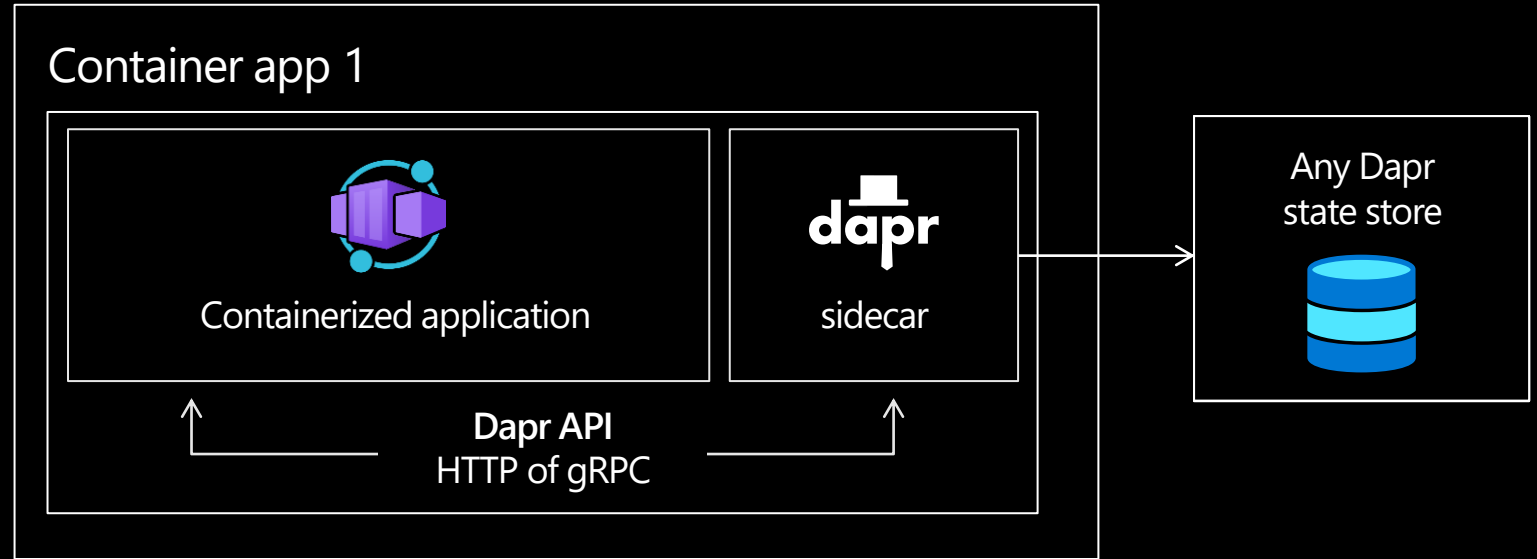 Container app 1
Containerized application
dapr
sidecar
Dapr API
HTTP of gRPC
Any Dapr
state store